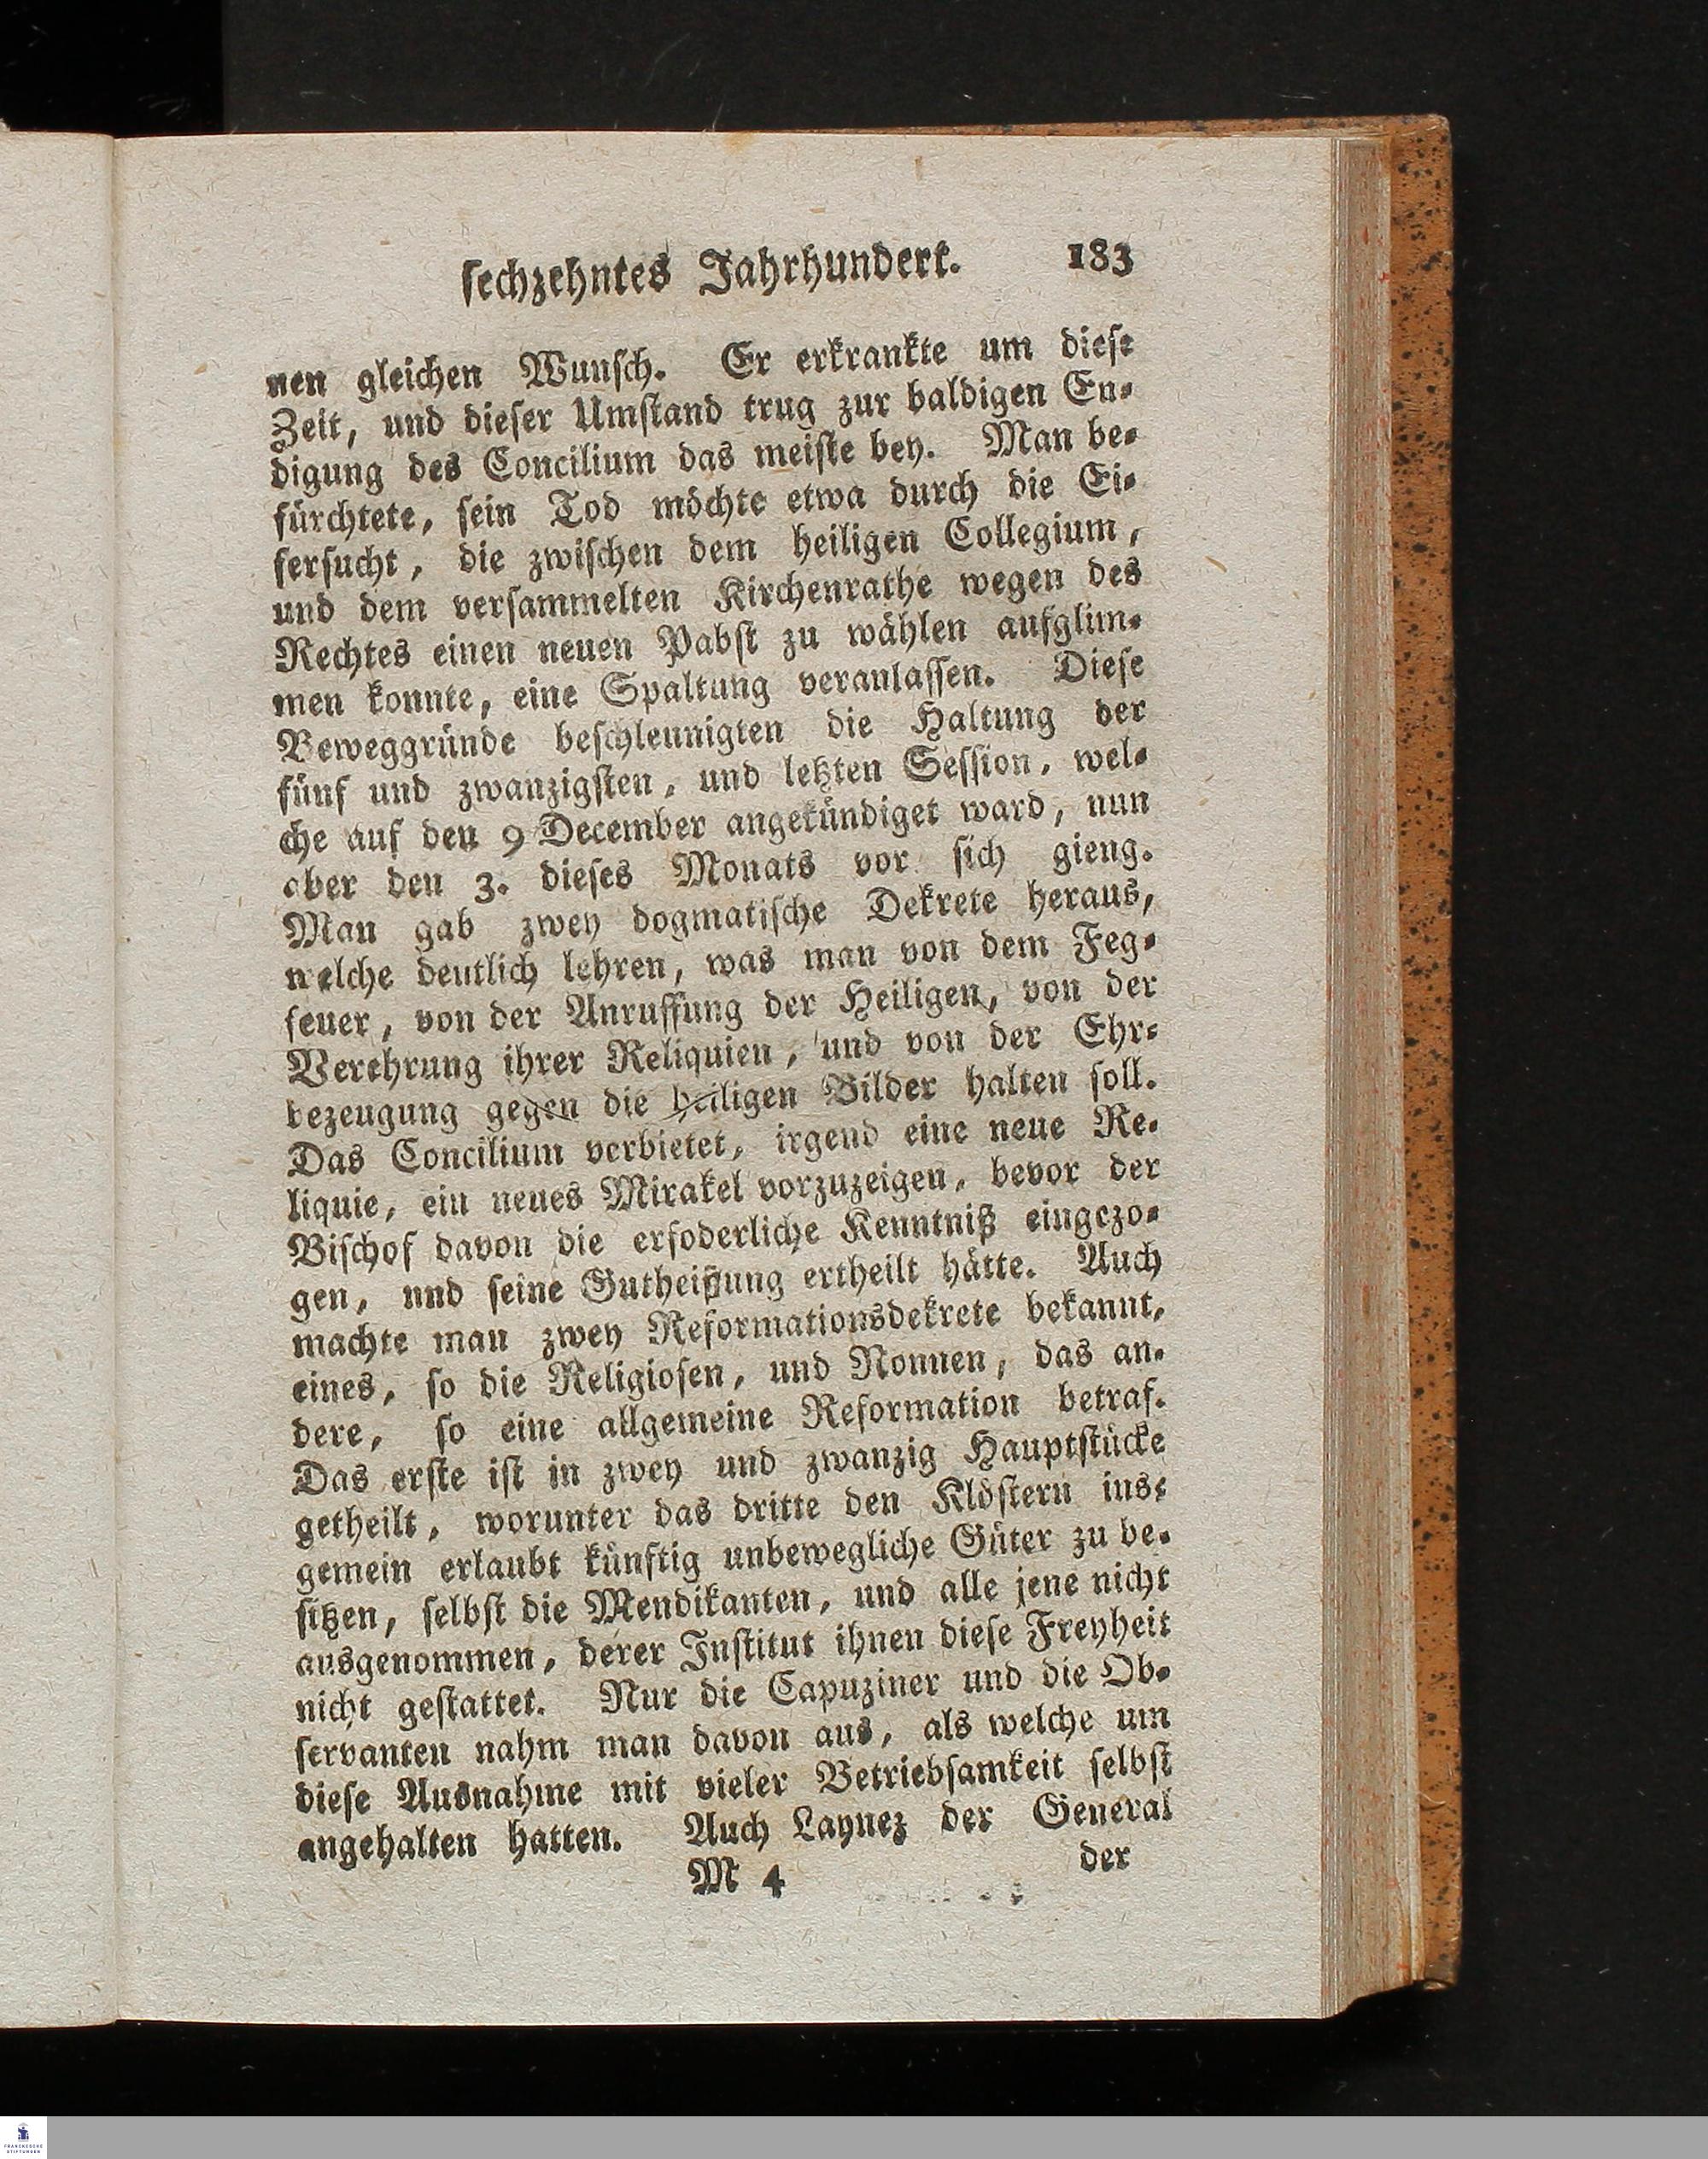 sechzehntes Jahrhundert. 183
nen gleichen Wunsch. Er erkrankte um diese
Zeit, und dieser Umstand trug zur baldigen En-
digung des Concilium das meiste bey. Man be-
fürchtete, sein Tod möchte etwa durch die Ei-
fersucht, die zwischen dem heiligen Collegium,
und dem versammelten Kirchenrathe wegen des
Rechtes einen neuen Pabst zu wählen aufglim-
men konnte, eine Spaltung veranlassen. Diese
Beweggründe beschleunigten die Haltung der
fünf und zwanzigsten, und letzten Session, wel-
che auf den 9 December angekündiget ward, nun
aber den 3. dieses Monats vor sich gieng.
Man gab zwey dogmatische Dekrete heraus,
welche deutlich lehren, was man von dem Feg-
feuer, von der Anruffung der Heiligen, von der
Verehrung ihrer Reliquien, und von der Ehr-
bezeugung gegen die heiligen Bilder halten soll.
Das Concilium verbietet, irgend eine neue Re-
liquie, ein neues Mirakel vorzuzeigen, bevor der
Bischof davon die erfoderliche Kenntniß eingezo-
gen, und seine Gutheißung ertheilt hätte. Auch
machte man zwey Reformationsdekrete bekannt,
eines, so die Religiosen, und Nonnen, das an-
dere, so eine allgemeine Reformation betraf.
Das erste ist in zwey und zwanzig Hauptstücke
getheilt, worunter das dritte den Klöstern ins-
gemein erlaubt künftig unbewegliche Güter zu be-
sitzen, selbst die Mendikanten, und alle jene nicht
ausgenommen, derer Institut ihnen diese Freyheit
nicht gestattet. Nur die Capuziner und die Ob-
servanten nahm man davon aus, als welche um
diese Ausnahme mit vieler Betriebsamkeit selbst
angehalten hatten. Auch Laynez der General
M 4 der
FRANCKESCHE
STIFTUNGEN